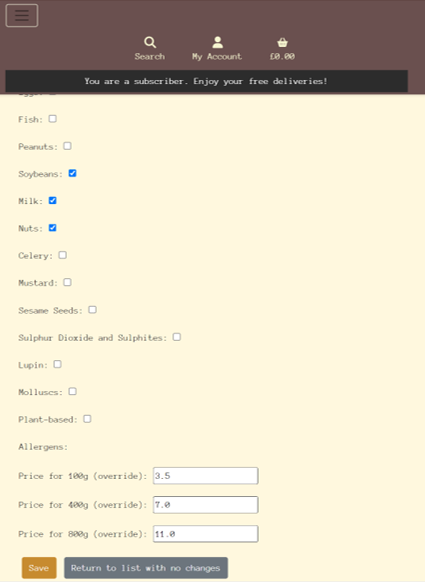 Search My Account £0.00
You are a subscriber. Enjoy your free deliveries!
Fish:
Peanuts:
Soybeans:
Milk:
Nuts:
Celery:
Mustard:
Sesame Seeds:
Sulphur Dioxide and Sulphites:
Lupin:
Molluscs:
Plant-based:
Allergens:
Price for 100g (override): 3.5
Price for 400g (override): 7.0
Price for 800g (override): 11.0
Save Return to list with no changes